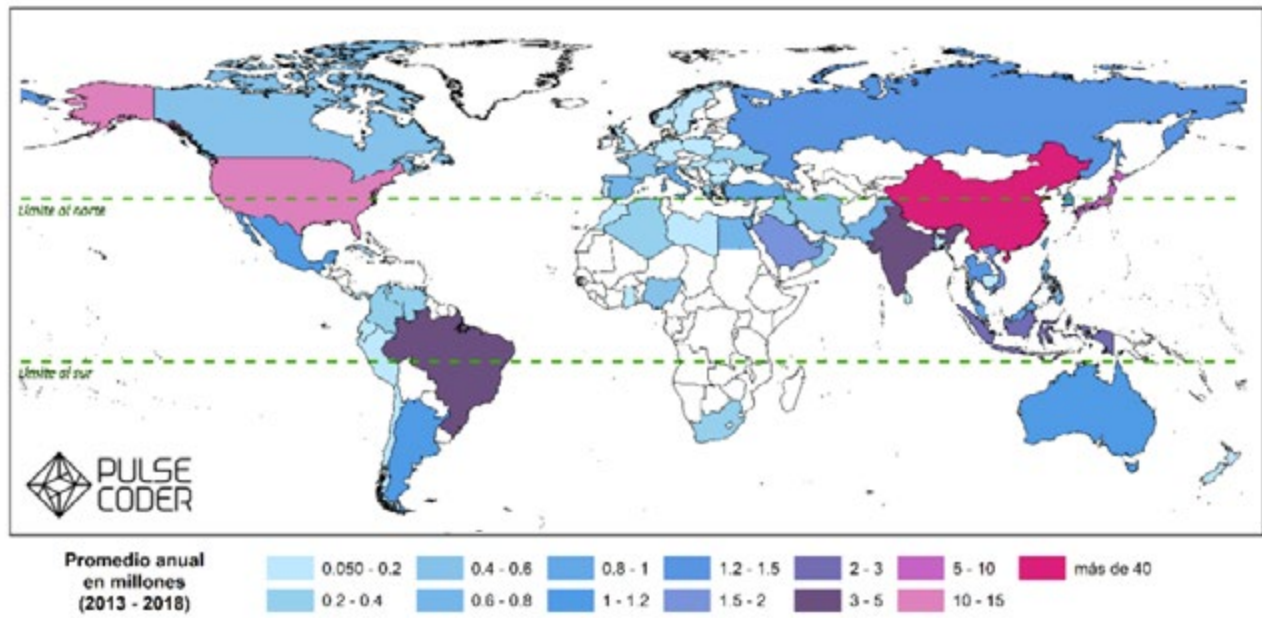 Límite al norte
Límite al sur
PULSE
CODER
Promedio anual
en millones
(2013 - 2018)
0.050 - 0.2
0.4 - 0.6
0.8 - 1
1.2 - 1.5
2 - 3
5 - 10
más de 40
0.2 - 0.4
0.6 - 0.8
1 - 1.2
1.5 - 2
3 - 5
10 - 15